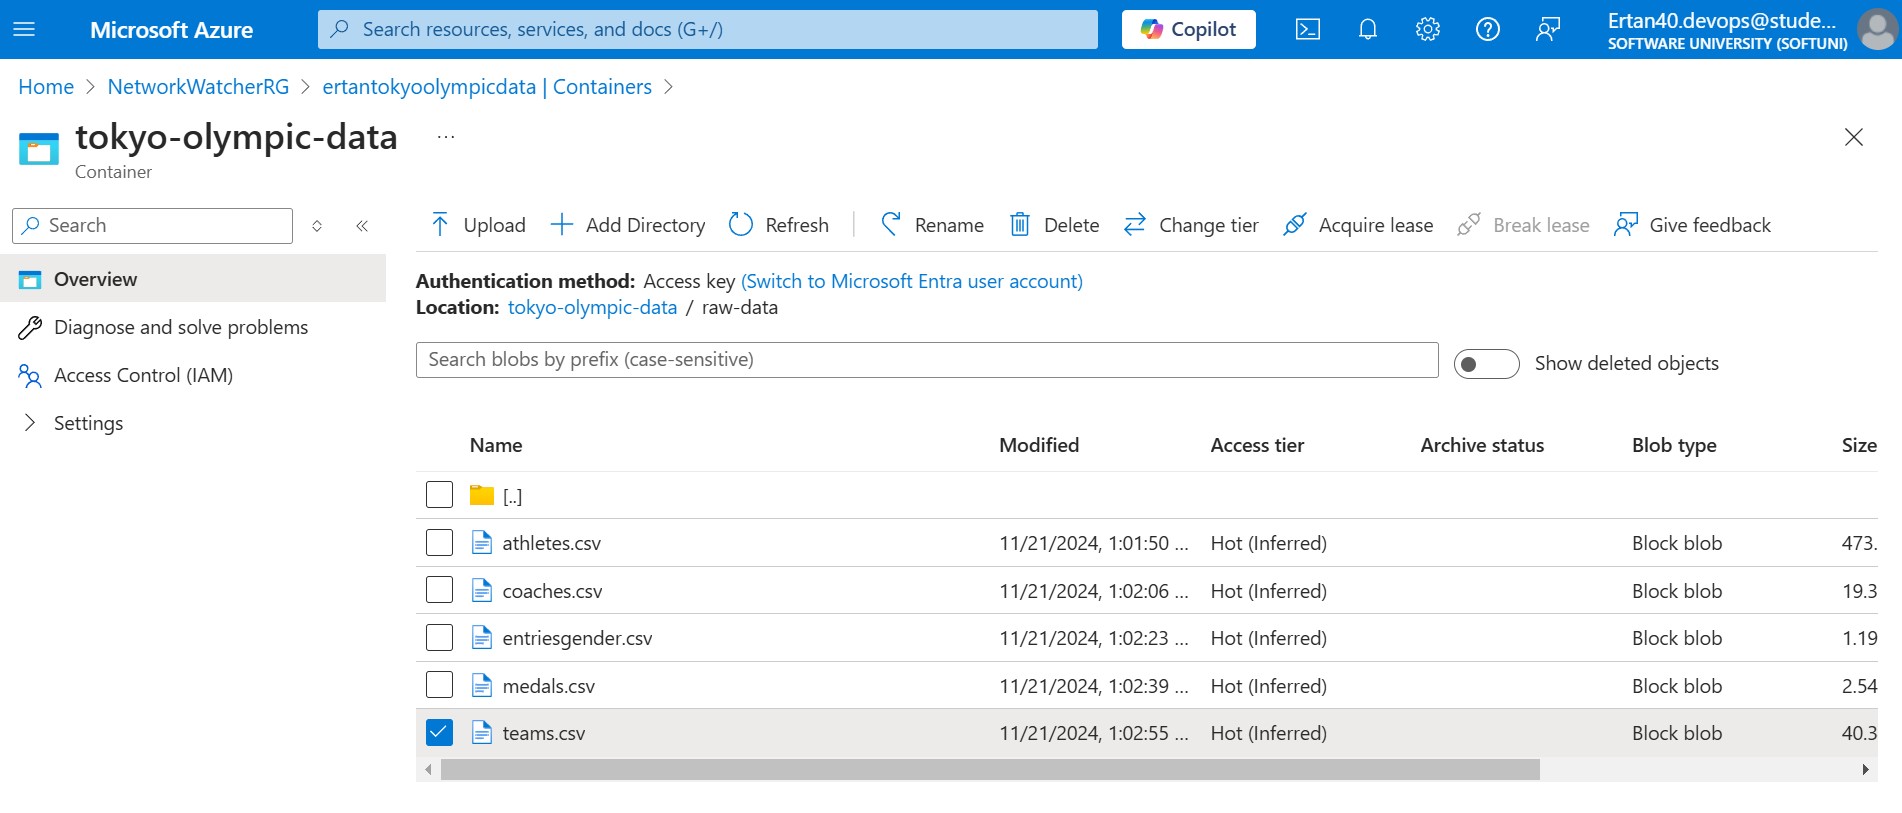 Microsoft Azure
Search resources, services, and docs (G+/)
Copilot
Ertan40.devops@stude...
SOFTWARE UNIVERSITY (SOFTUNI)
Home > NetworkWatcherRG > ertantokyoolympicdata | Containers >
tokyo-olympic-data ...
Container
Search
Upload Add Directory Refresh Rename Delete Change tier Acquire lease Break lease Give feedback
Overview
Diagnose and solve problems
Access Control (IAM)
Settings
Authentication method: Access key (Switch to Microsoft Entra user account)
Location: tokyo-olympic-data / raw-data
Search blobs by prefix (case-sensitive)
Show deleted objects
Name Modified Access tier Archive status Blob type Size
[..]
athletes.csv 11/21/2024, 1:01:50 ... Hot (Inferred) Block blob 473.
coaches.csv 11/21/2024, 1:02:06 ... Hot (Inferred) Block blob 19.3
entriesgender.csv 11/21/2024, 1:02:23 ... Hot (Inferred) Block blob 1.19
medals.csv 11/21/2024, 1:02:39 ... Hot (Inferred) Block blob 2.54
teams.csv 11/21/2024, 1:02:55 ... Hot (Inferred) Block blob 40.3